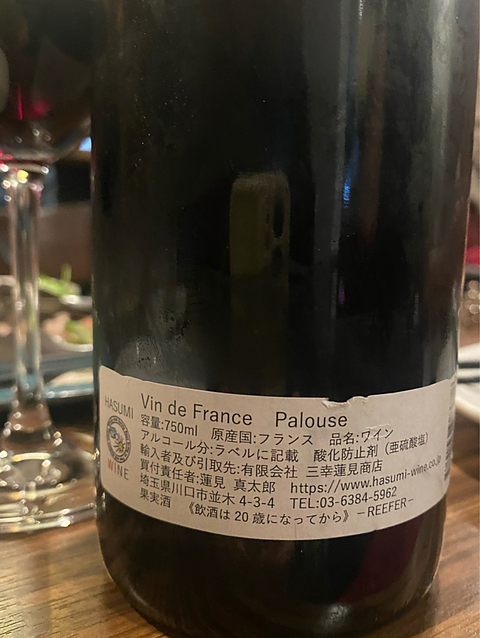 HASUMI
WINE
Vin de France Palouse
容量:750ml 原産国:フランス 品名:ワイン
アルコール分:ラベルに記載 酸化防止剤（亜硫酸塩）
輸入者及び引取先:有限会社 三幸蓮見商店
買付責任者:蓮見 真太郎 https://www.hasumi-wine.co.jp
埼玉県川口市並木4-3-4 TEL:03-6384-5962
果実酒 《飲酒は20歳になってから》 −REEFER−